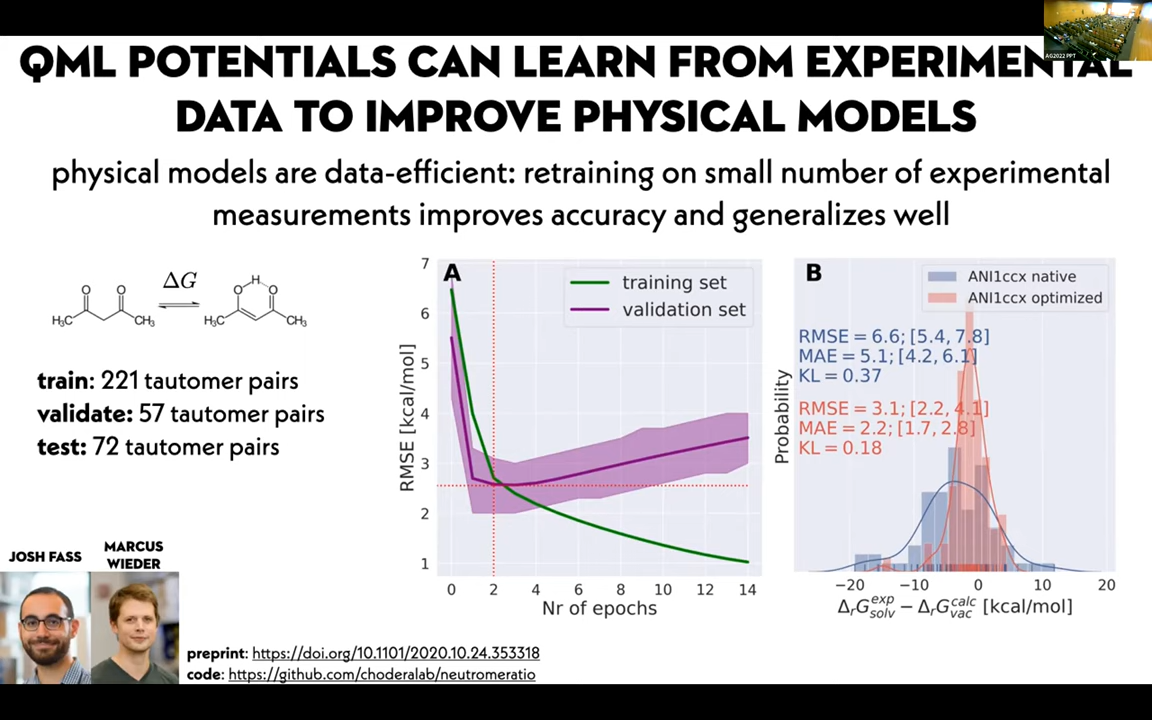 QML POTENTIALS CAN LEARN FROM EXPERIMENTAL
DATA TO IMPROVE PHYSICAL MODELS
AG2022 PPT
physical models are data-efficient: retraining on small number of experimental
measurements improves accuracy and generalizes well
ΔG
O O
H₃C CH₃
H
O O
H₃C CH₃
train: 221 tautomer pairs
validate: 57 tautomer pairs
test: 72 tautomer pairs
A
training set
validation set
RMSE [kcal/mol]
7
6
5
4
3
2
1
0 2 4 6 8 10 12 14
Nr of epochs
B
ANI1ccx native
ANI1ccx optimized
RMSE = 6.6; [5.4, 7.8]
MAE = 5.1; [4.2, 6.1]
KL = 0.37
RMSE = 3.1; [2.2, 4.1]
MAE = 2.2; [1.7, 2.8]
KL = 0.18
Probability
−20 −10 0 10 20
ΔᵣG^exp_solv − ΔᵣG^calc_vac [kcal/mol]
JOSH FASS
MARCUS
WIEDER
preprint: https://doi.org/10.1101/2020.10.24.353318
code: https://github.com/choderalab/neutromeratio